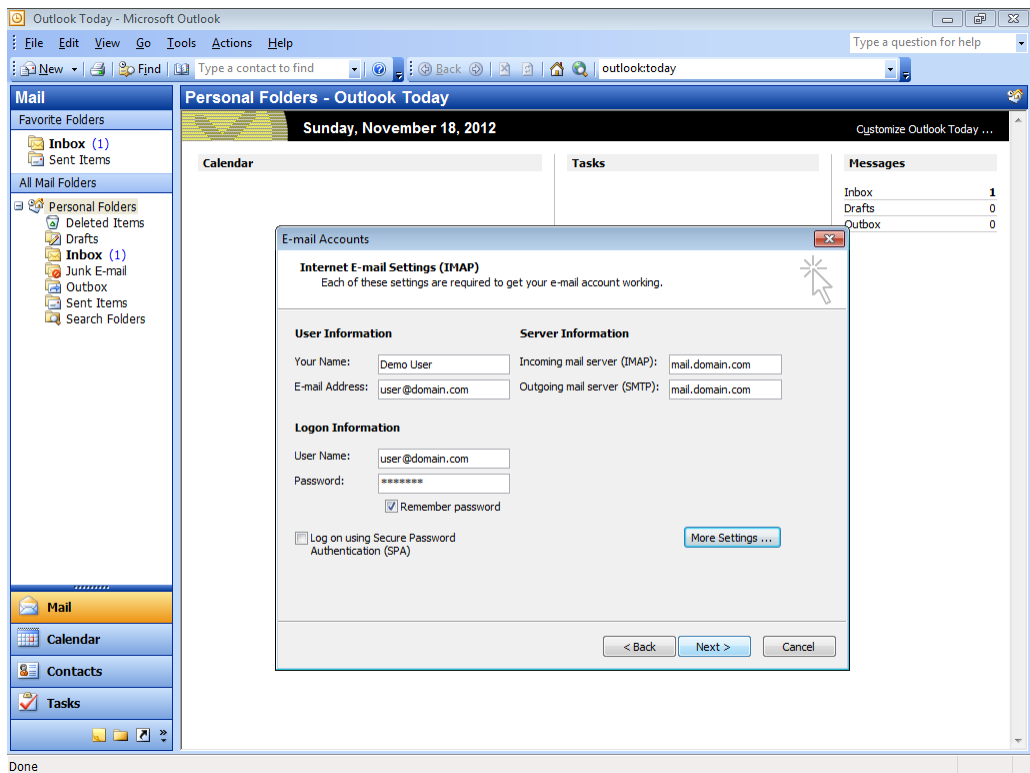 Outlook Today - Microsoft Outlook
File Edit View Go Tools Actions Help
Type a question for help
New Find Type a contact to find Back outlook:today
Mail
Favorite Folders
Inbox (1)
Sent Items
All Mail Folders
Personal Folders
Deleted Items
Drafts
Inbox (1)
Junk E-mail
Outbox
Sent Items
Search Folders
Mail
Calendar
Contacts
Tasks
Personal Folders - Outlook Today
Sunday, November 18, 2012
Customize Outlook Today ...
Calendar Tasks Messages
Inbox 1
Drafts 0
Outbox 0
E-mail Accounts
Internet E-mail Settings (IMAP)
Each of these settings are required to get your e-mail account working.
User Information
Your Name: Demo User
E-mail Address: user@domain.com
Server Information
Incoming mail server (IMAP): mail.domain.com
Outgoing mail server (SMTP): mail.domain.com
Logon Information
User Name: user@domain.com
Password: *******
Remember password
Log on using Secure Password
Authentication (SPA)
More Settings ...
< Back Next > Cancel
Done